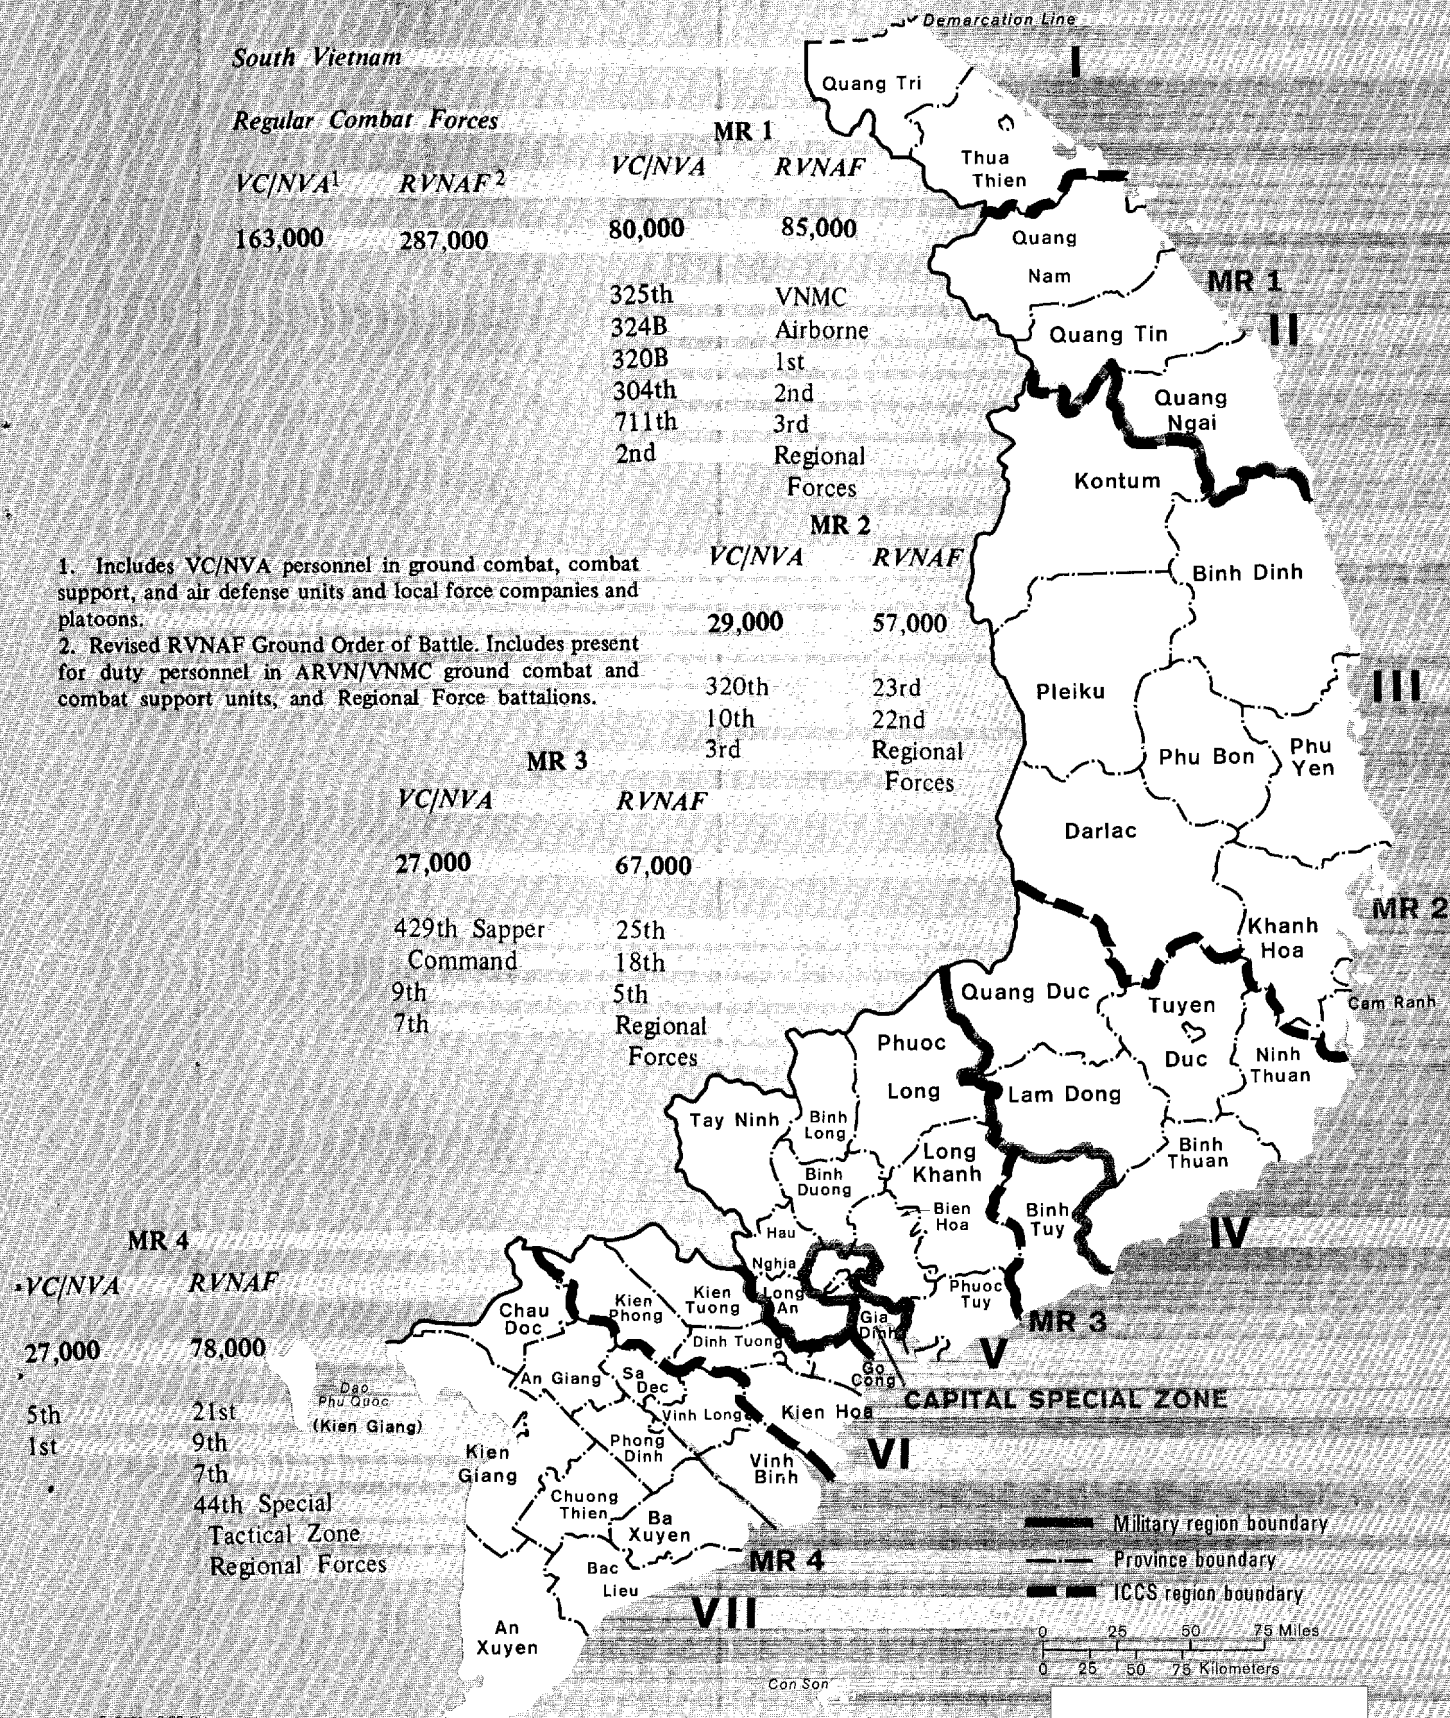 Demarcation Line
South Vietnam
I
Quang Tri
Regular Combat Forces
MR 1
VC/NVA1 RVNAF2
VC/NVA RVNAF
Thua
Thien
163,000 287,000
80,000 85,000
Quang
Nam
MR 1
325th VNMC
324B Airborne
320B 1st
304th 2nd
711th 3rd
2nd Regional
Forces
Quang Tin
II
Quang
Ngai
Kontum
MR 2
VC/NVA RVNAF
29,000 57,000
320th 23rd
10th 22nd
3rd Regional
Forces
1. Includes VC/NVA personnel in ground combat, combat
support, and air defense units and local force companies and
platoons.
2. Revised RVNAF Ground Order of Battle. Includes present
for duty personnel in ARVN/VNMC ground combat and
combat support units, and Regional Force battalions.
Binh Dinh
Pleiku
III
Phu Bon
Phu
Yen
Darlac
MR 3
VC/NVA RVNAF
27,000 67,000
429th Sapper 25th
Command 18th
9th 5th
7th Regional
Forces
MR 2
Khanh
Hoa
Quang Duc
Tuyen
Duc
Cam Ranh
Phuoc
Long
Ninh
Thuan
Lam Dong
Tay Ninh
Binh
Long
Long
Khanh
Binh
Thuan
Binh
Duong
Bien
Hoa
Binh
Tuy
Hau
Nghia
IV
MR 4
VC/NVA RVNAF
27,000 78,000
5th 21st
1st 9th
7th
44th Special
Tactical Zone
Regional Forces
Chau
Doc
Kien
Phong
Kien
Tuong
Long
An
Gia
Dinh
Phuoc
Tuy
MR 3
V
Dinh Tuong
Go
Cong
CAPITAL SPECIAL ZONE
An Giang
Sa
Dec
Dao
Phu Quoc
(Kien Giang)
Vinh Long
Kien Hoa
Kien
Giang
Phong
Dinh
Vinh
Binh
VI
Chuong
Thien
Ba
Xuyen
MR 4
Bac
Lieu
VII
An
Xuyen
Con Son
Military region boundary
Province boundary
ICCS region boundary
0 25 50 75 Miles
0 25 50 75 Kilometers